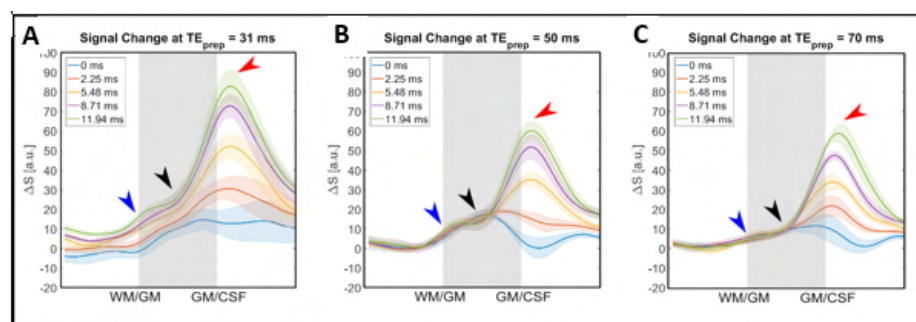 A
Signal Change at TEprep = 31 ms
100
90
80
70
60
50
40
30
20
10
0
-10
-20
ΔS [a.u.]
0 ms
2.25 ms
5.48 ms
8.71 ms
11.94 ms
WM/GM GM/CSF
B
Signal Change at TEprep = 50 ms
100
90
80
70
60
50
40
30
20
10
0
-10
-20
ΔS [a.u.]
0 ms
2.25 ms
5.48 ms
8.71 ms
11.94 ms
WM/GM GM/CSF
C
Signal Change at TEprep = 70 ms
100
90
80
70
60
50
40
30
20
10
0
-10
-20
ΔS [a.u.]
0 ms
2.25 ms
5.48 ms
8.71 ms
11.94 ms
WM/GM GM/CSF